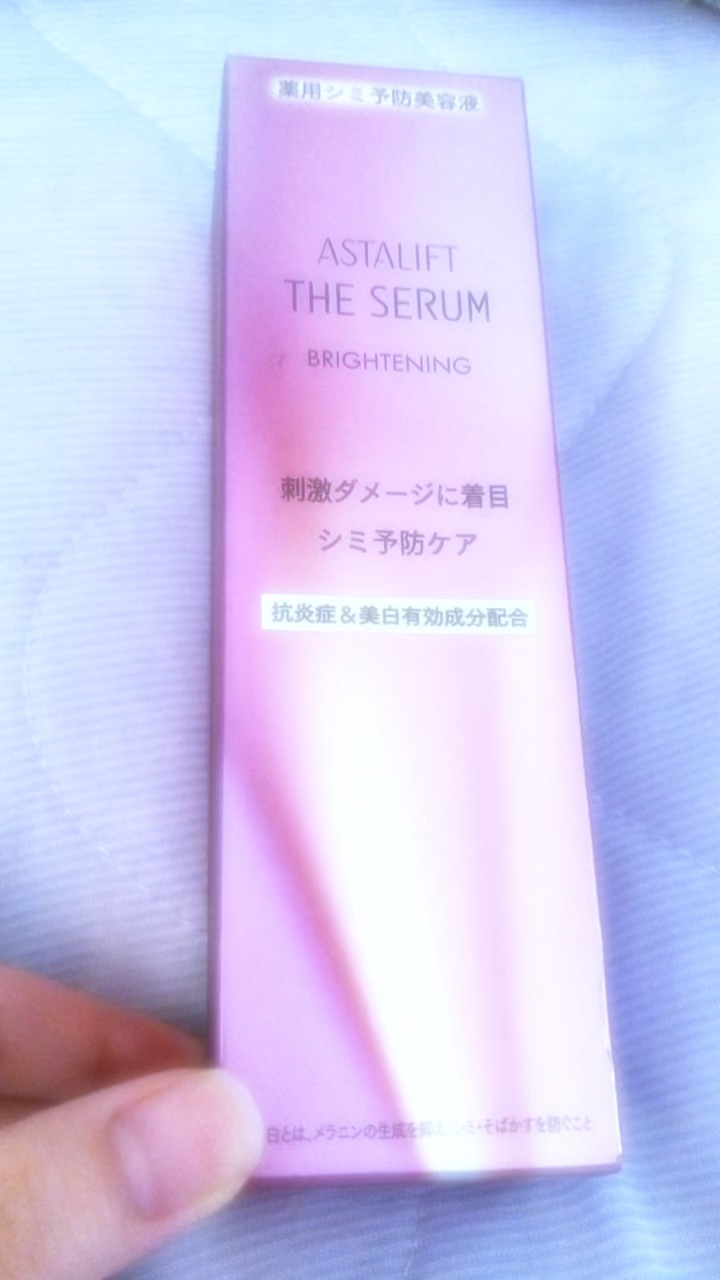 薬用シミ予防美容液
ASTALIFT
THE SERUM
BRIGHTENING
刺激ダメージに着目
シミ予防ケア
抗炎症＆美白有効成分配合
白とは、メラニンの生成を抑え、シミ・そばかすを防ぐこと